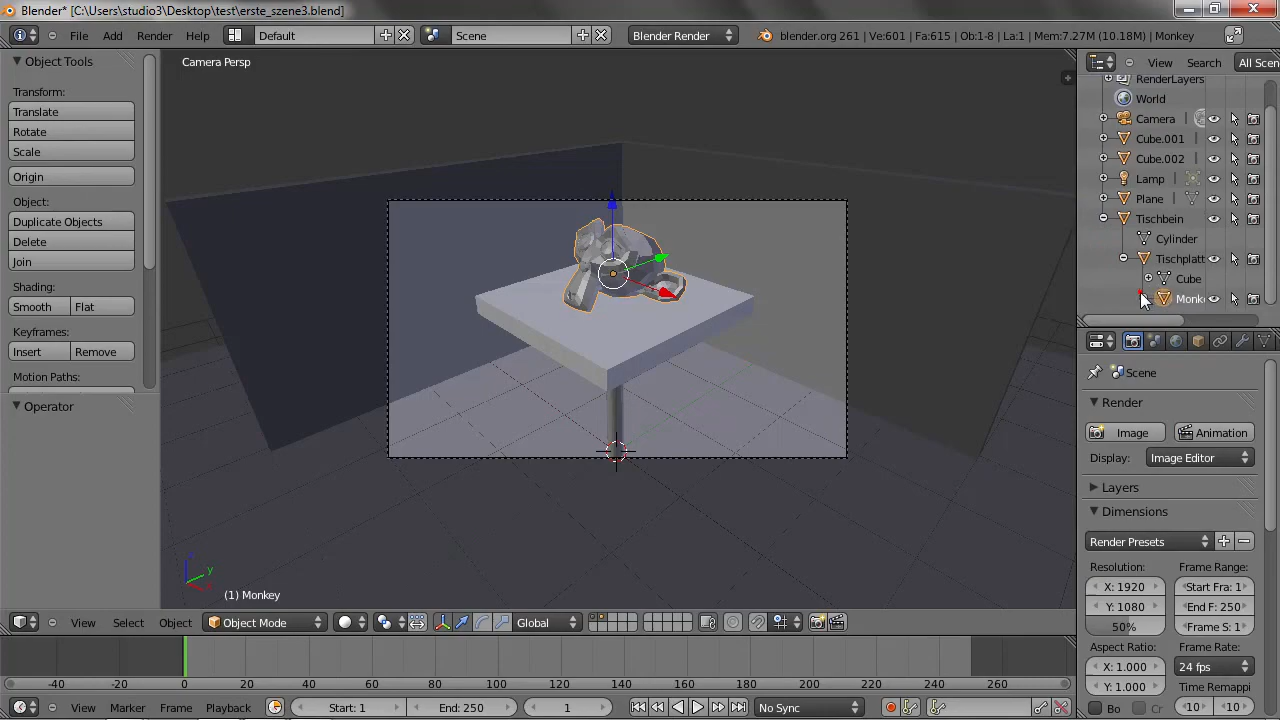 Blender* [C:\Users\studio3\Desktop\test\erste_szene3.blend]
File Add Render Help Default Scene Blender Render blender.org 261 | Ve:601 | Fa:615 | Ob:1-8 | La:1 | Mem:7.27M (10.18M) | Monkey
Object Tools
Transform:
Translate
Rotate
Scale
Origin
Object:
Duplicate Objects
Delete
Join
Shading:
Smooth Flat
Keyframes:
Insert Remove
Motion Paths:
Operator
Camera Persp
z
y
(1) Monkey
View Select Object Object Mode Global
-40 -20 0 20 40 60 80 100 120 140 160 180 200 220 240 260
View Marker Frame Playback Start: 1 End: 250 1 No Sync
View Search All Scen
RenderLayers
World
Camera
Cube.001
Cube.002
Lamp
Plane
Tischbein
Cylinder
Tischplatt
Cube
Monk
Scene
Render
Image Animation
Display: Image Editor
Layers
Dimensions
Render Presets
Resolution: Frame Range:
X: 1920 Start Fra: 1
Y: 1080 End F: 250
50% Frame S: 1
Aspect Ratio: Frame Rate:
X: 1.000 24 fps
Y: 1.000 Time Remappi
Bo Cr 10 10